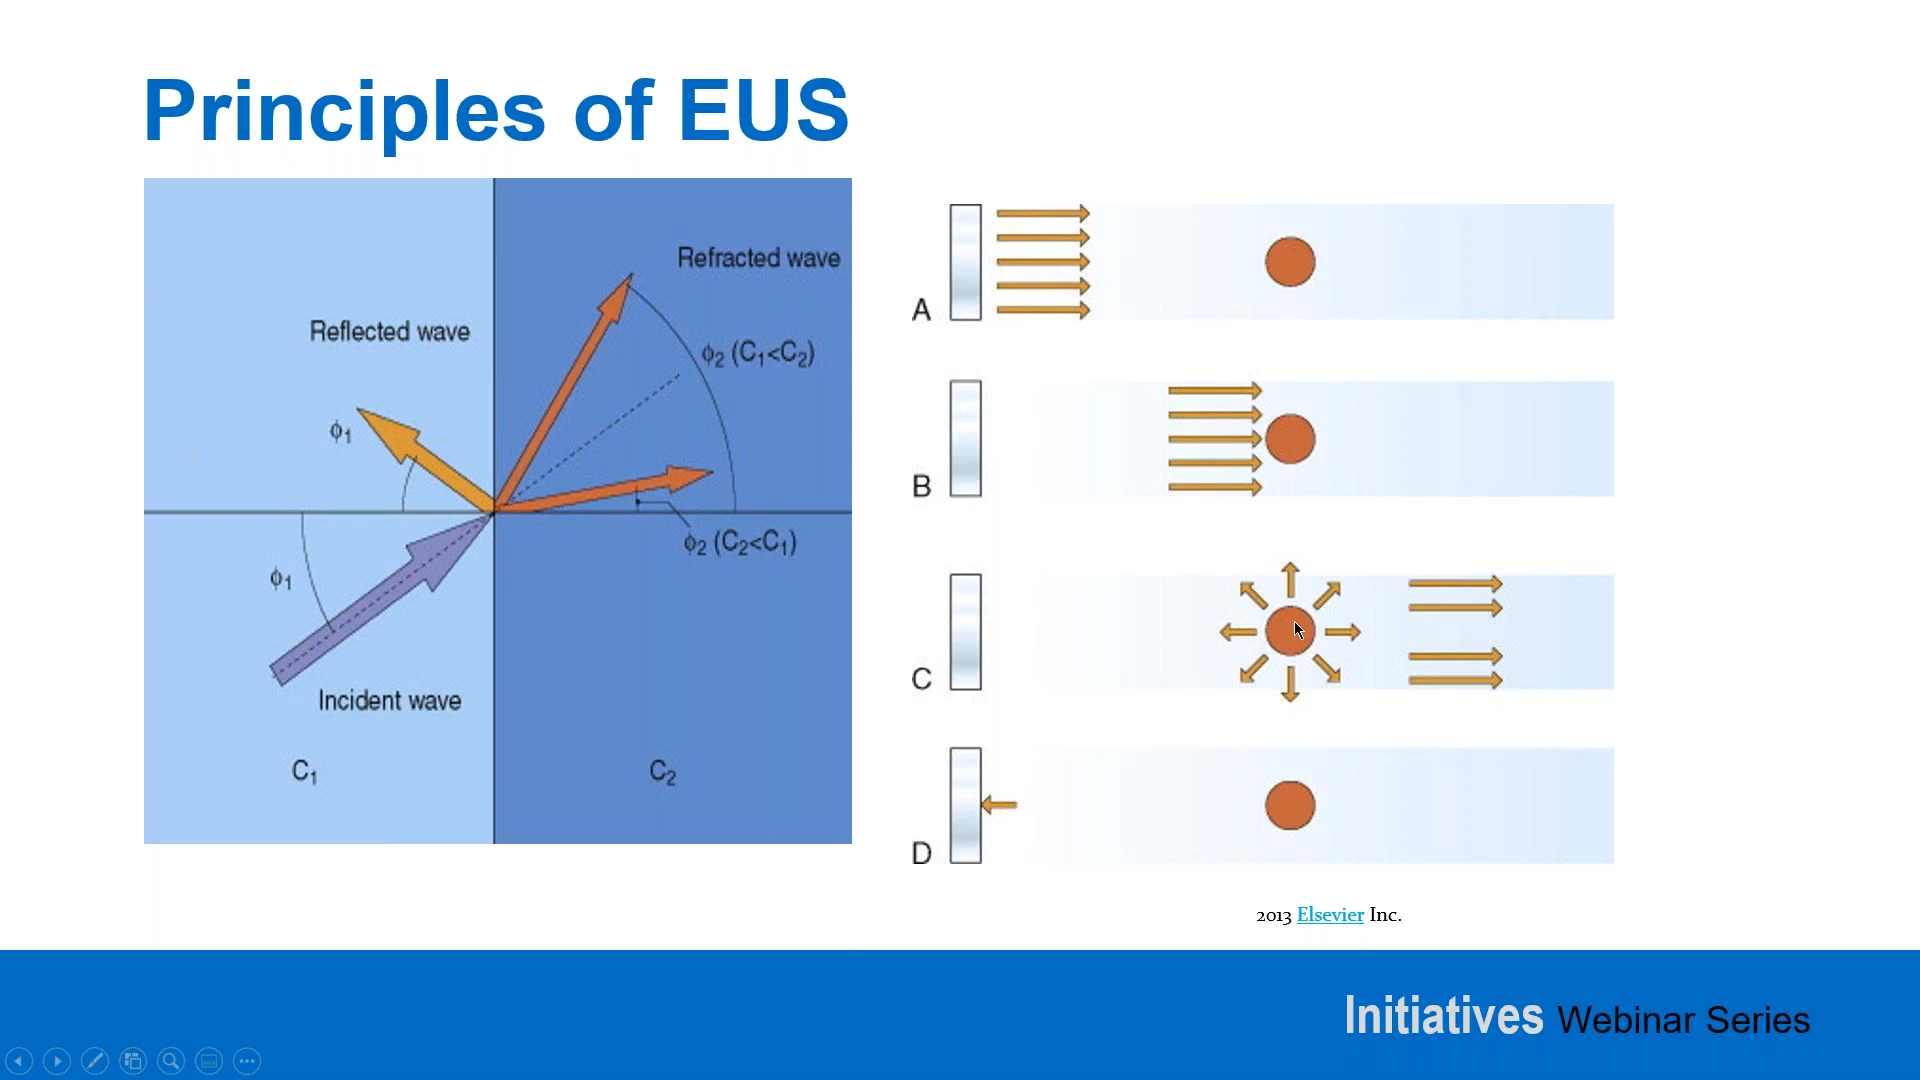 Principles of EUS
Refracted wave
Reflected wave
ϕ₂ (C₁<C₂)
ϕ₁
ϕ₂ (C₂<C₁)
ϕ₁
Incident wave
C₁
C₂
A
B
C
D
2013 Elsevier Inc.
Initiatives Webinar Series